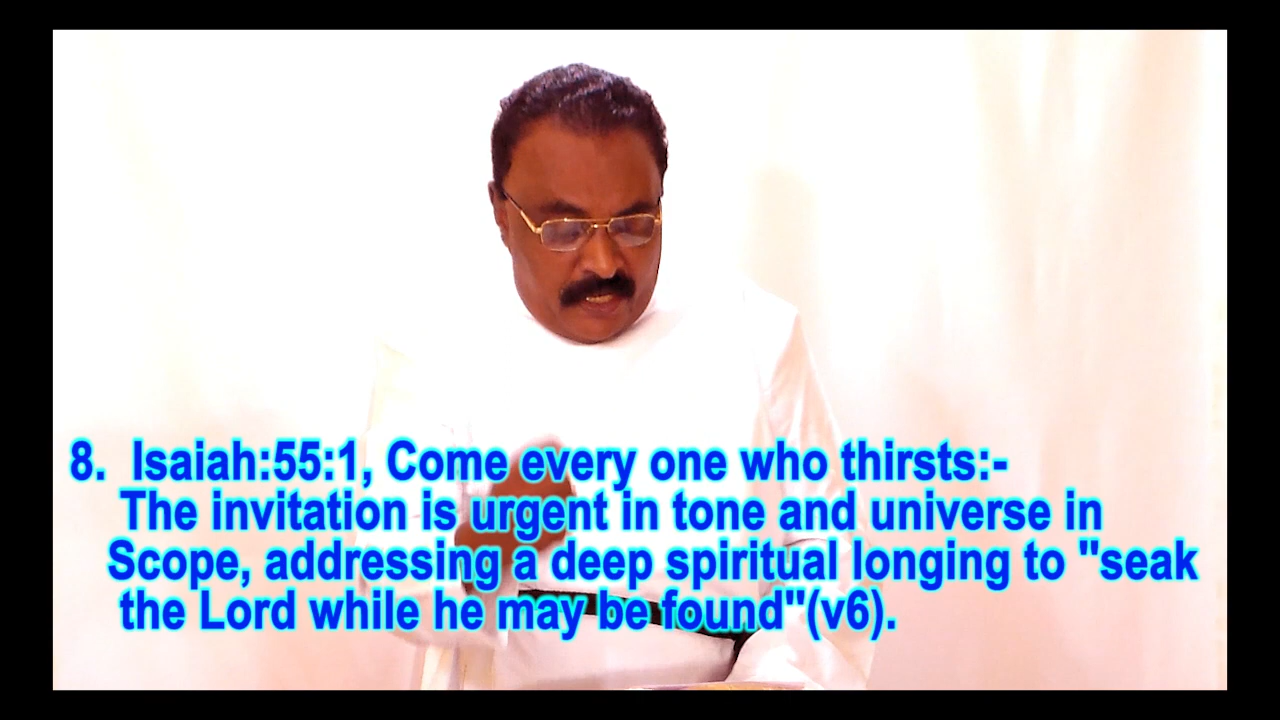 8. Isaiah:55:1, Come every one who thirsts:-
The invitation is urgent in tone and universe in
Scope, addressing a deep spiritual longing to "seak
the Lord while he may be found"(v6).